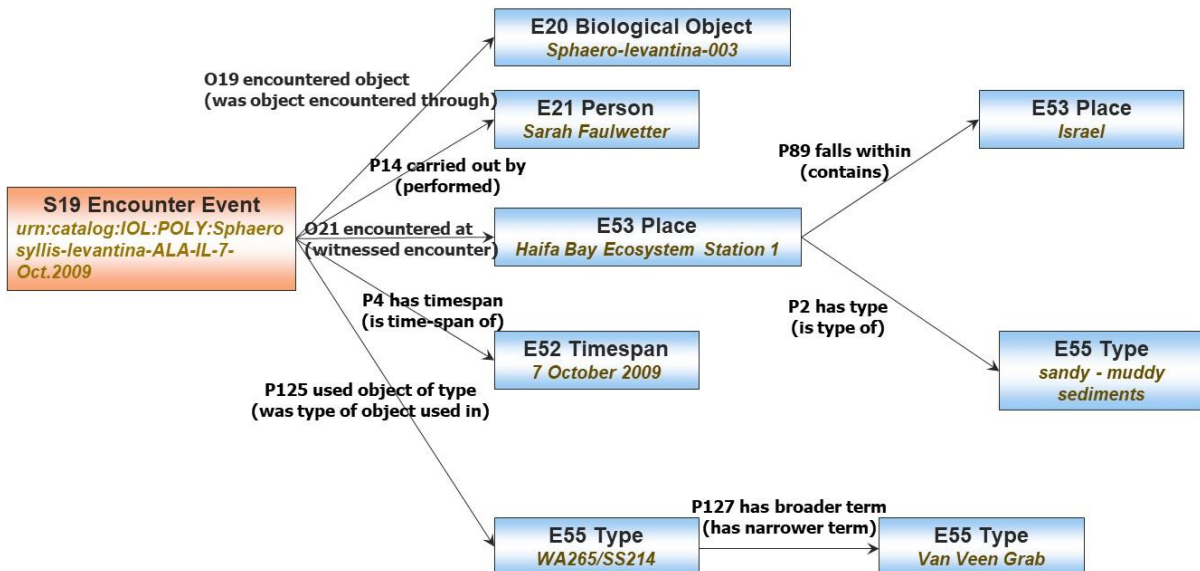 E20 Biological Object
Sphaero-levantina-003
O19 encountered object
(was object encountered through)
E21 Person
Sarah Faulwetter
E53 Place
Israel
P14 carried out by
(performed)
P89 falls within
(contains)
S19 Encounter Event
urn:catalog:IOL:POLY:Sphaero
syllis-levantina-ALA-IL-7-
Oct.2009
O21 encountered at
(witnessed encounter)
E53 Place
Haifa Bay Ecosystem Station 1
P4 has timespan
(is time-span of)
P2 has type
(is type of)
E52 Timespan
7 October 2009
E55 Type
sandy - muddy
sediments
P125 used object of type
(was type of object used in)
P127 has broader term
(has narrower term)
E55 Type
WA265/SS214
E55 Type
Van Veen Grab